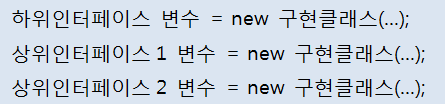 하위인터페이스 변수 = new 구현클래스(...);
상위인터페이스1 변수 = new 구현클래스(...);
상위인터페이스2 변수 = new 구현클래스(...);